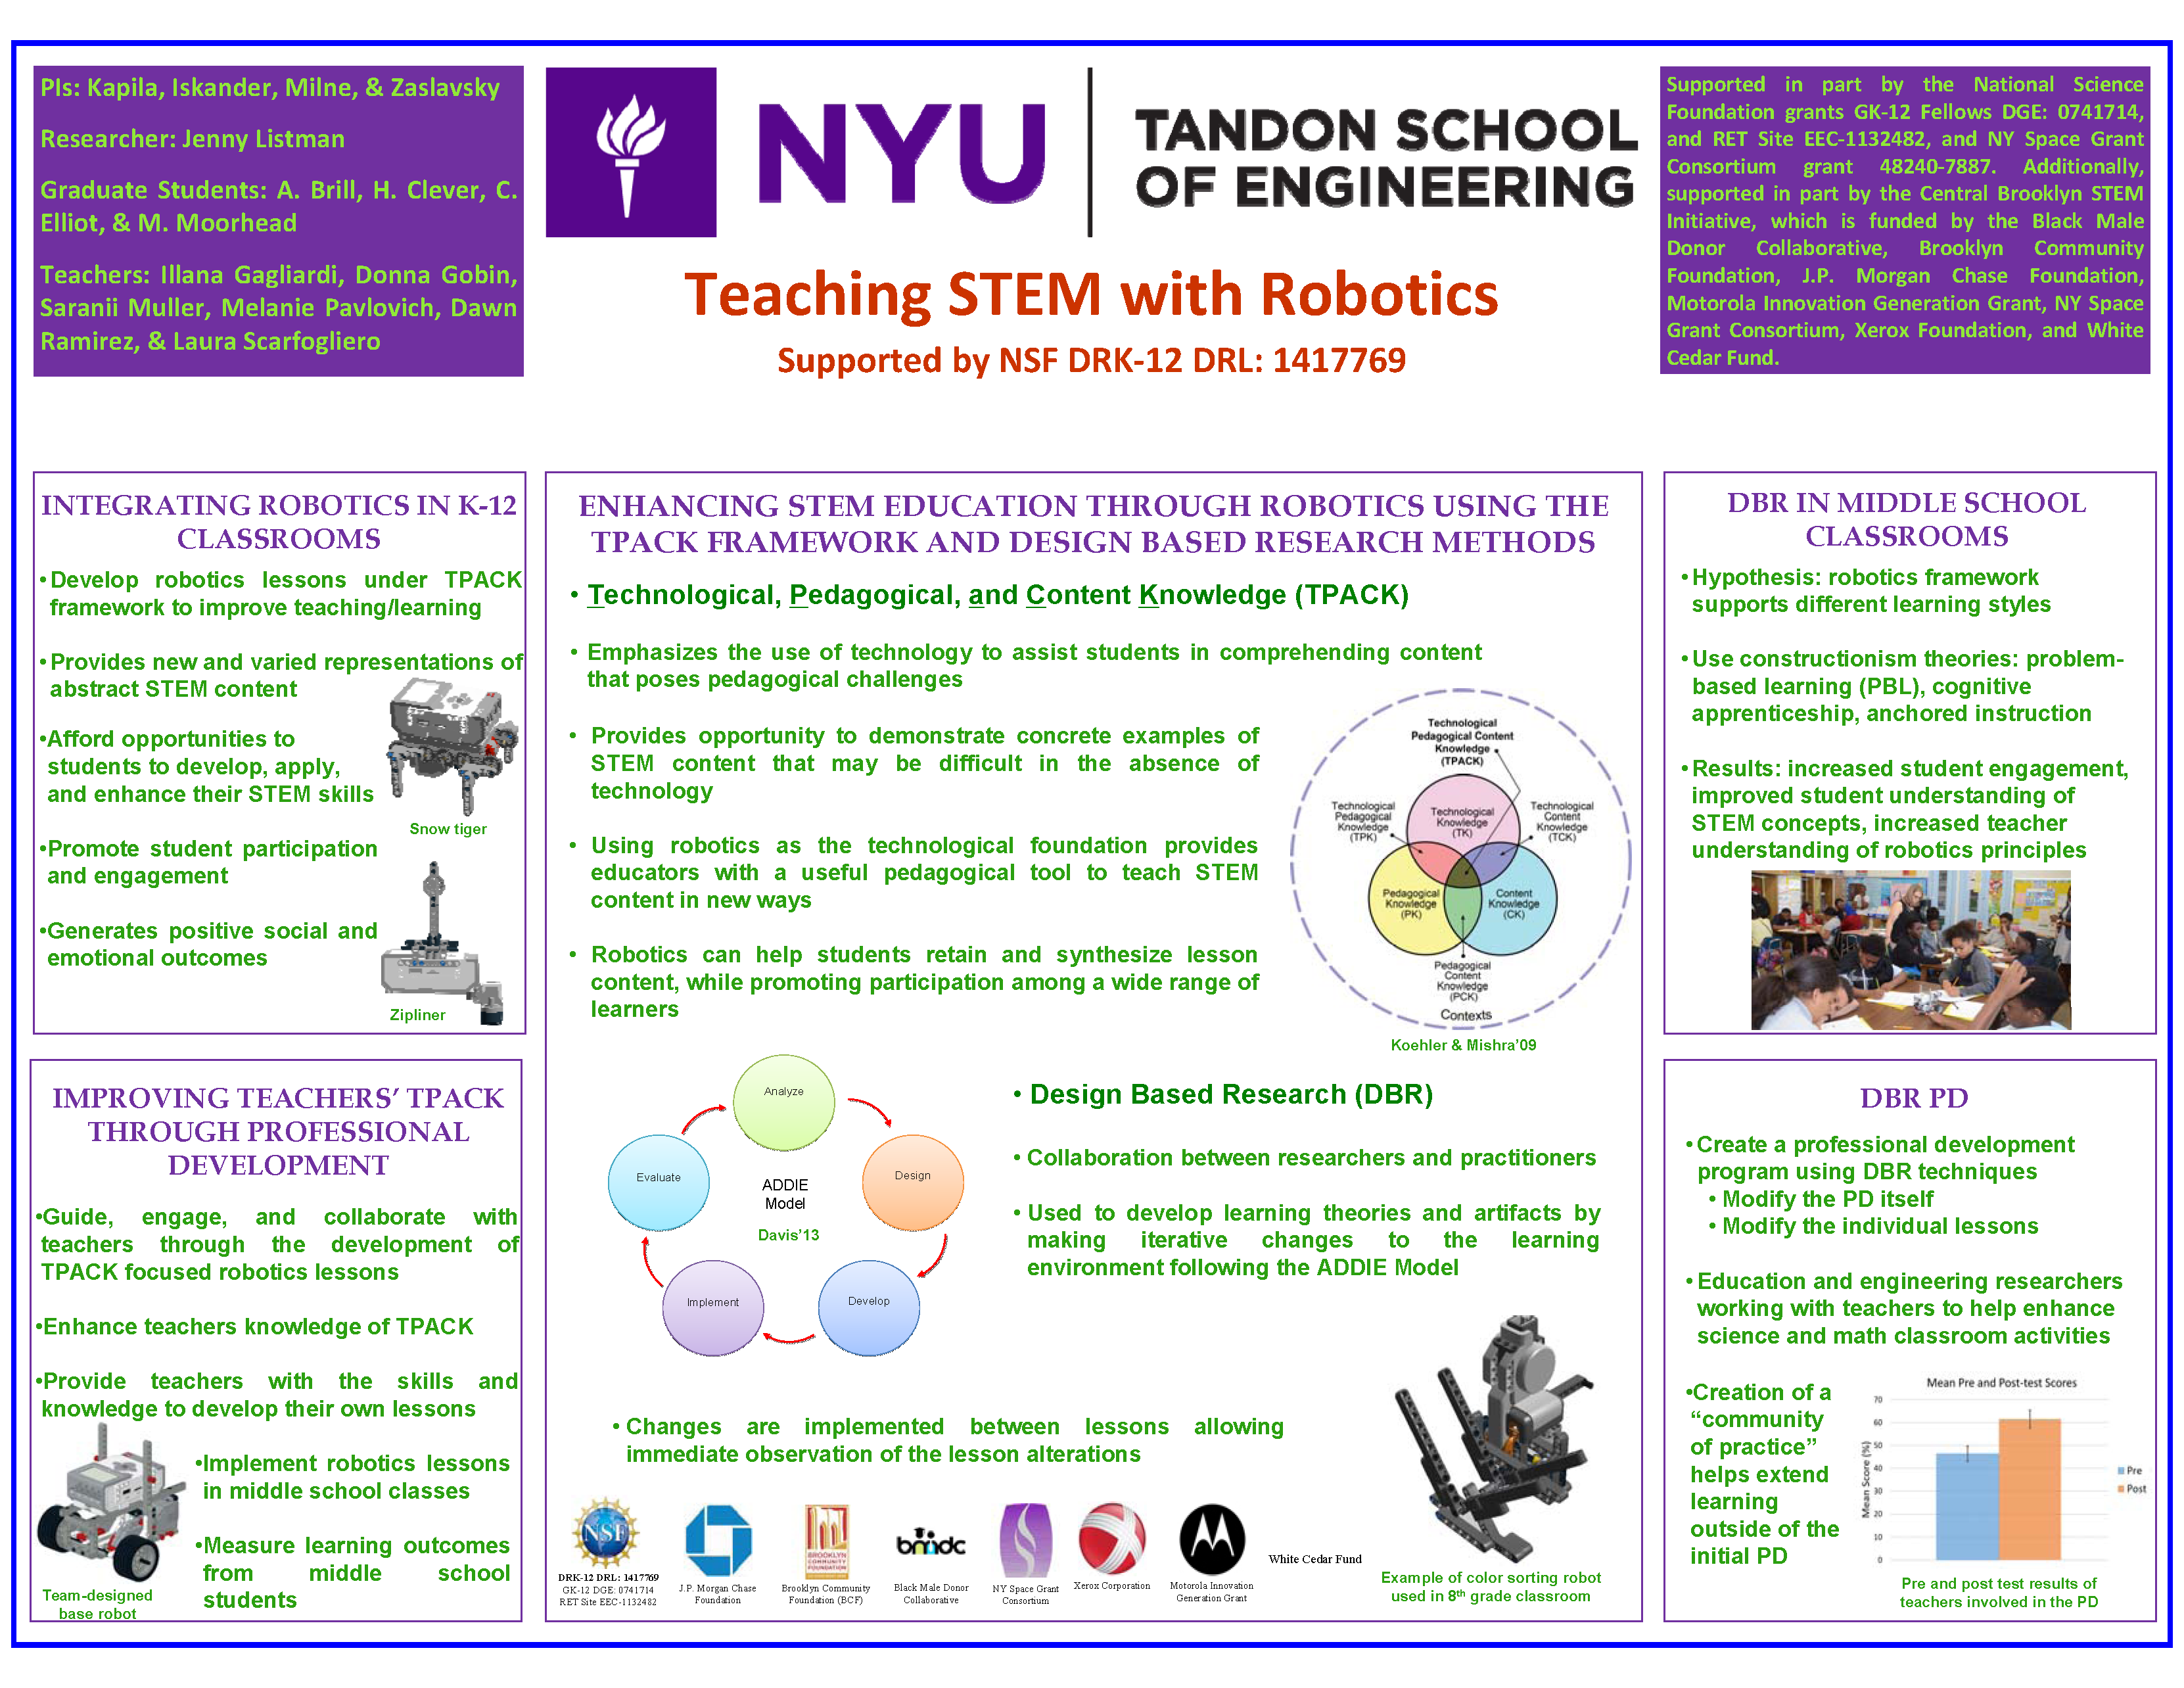 PIs: Kapila, Iskander, Milne, & Zaslavsky
Researcher: Jenny Listman
Graduate Students: A. Brill, H. Clever, C.
Elliot, & M. Moorhead
Teachers: Illana Gagliardi, Donna Gobin,
Saranii Muller, Melanie Pavlovich, Dawn
Ramirez, & Laura Scarfogliero
NYU
TANDON SCHOOL
OF ENGINEERING
Teaching STEM with Robotics
Supported by NSF DRK-12 DRL: 1417769
Supported in part by the National Science
Foundation grants GK-12 Fellows DGE: 0741714,
and RET Site EEC-1132482, and NY Space Grant
Consortium grant 48240-7887. Additionally,
supported in part by the Central Brooklyn STEM
Initiative, which is funded by the Black Male
Donor Collaborative, Brooklyn Community
Foundation, J.P. Morgan Chase Foundation,
Motorola Innovation Generation Grant, NY Space
Grant Consortium, Xerox Foundation, and White
Cedar Fund.
INTEGRATING ROBOTICS IN K-12
CLASSROOMS
•Develop robotics lessons under TPACK
framework to improve teaching/learning
•Provides new and varied representations of
abstract STEM content
•Afford opportunities to
students to develop, apply,
and enhance their STEM skills
Snow tiger
•Promote student participation
and engagement
•Generates positive social and
emotional outcomes
Zipliner
IMPROVING TEACHERS’ TPACK
THROUGH PROFESSIONAL
DEVELOPMENT
•Guide, engage, and collaborate with
teachers through the development of
TPACK focused robotics lessons
•Enhance teachers knowledge of TPACK
•Provide teachers with the skills and
knowledge to develop their own lessons
•Implement robotics lessons
in middle school classes
•Measure learning outcomes
from middle school
students
Team-designed
base robot
ENHANCING STEM EDUCATION THROUGH ROBOTICS USING THE
TPACK FRAMEWORK AND DESIGN BASED RESEARCH METHODS
• Technological, Pedagogical, and Content Knowledge (TPACK)
• Emphasizes the use of technology to assist students in comprehending content
that poses pedagogical challenges
• Provides opportunity to demonstrate concrete examples of
STEM content that may be difficult in the absence of
technology
• Using robotics as the technological foundation provides
educators with a useful pedagogical tool to teach STEM
content in new ways
• Robotics can help students retain and synthesize lesson
content, while promoting participation among a wide range of
learners
Technological
Pedagogical Content
Knowledge
(TPACK)
Technological
Pedagogical
Knowledge
(TPK)
Technological
Knowledge
(TK)
Technological
Content
Knowledge
(TCK)
Pedagogical
Knowledge
(PK)
Content
Knowledge
(CK)
Pedagogical
Content
Knowledge
(PCK)
Contexts
Koehler & Mishra’09
Analyze
Design
Develop
Implement
Evaluate
ADDIE
Model
Davis’13
• Design Based Research (DBR)
• Collaboration between researchers and practitioners
• Used to develop learning theories and artifacts by
making iterative changes to the learning
environment following the ADDIE Model
• Changes are implemented between lessons allowing
immediate observation of the lesson alterations
NSF
DRK-12 DRL: 1417769
GK-12 DGE: 0741714
RET Site EEC-1132482
J.P. Morgan Chase
Foundation
BROOKLYN
COMMUNITY
FOUNDATION
Brooklyn Community
Foundation (BCF)
bmdc
Black Male Donor
Collaborative
NY Space Grant
Consortium
Xerox Corporation
Motorola Innovation
Generation Grant
White Cedar Fund
Example of color sorting robot
used in 8th grade classroom
DBR IN MIDDLE SCHOOL
CLASSROOMS
•Hypothesis: robotics framework
supports different learning styles
•Use constructionism theories: problem-
based learning (PBL), cognitive
apprenticeship, anchored instruction
•Results: increased student engagement,
improved student understanding of
STEM concepts, increased teacher
understanding of robotics principles
DBR PD
•Create a professional development
program using DBR techniques
• Modify the PD itself
• Modify the individual lessons
•Education and engineering researchers
working with teachers to help enhance
science and math classroom activities
•Creation of a
“community
of practice”
helps extend
learning
outside of the
initial PD
Mean Pre and Post-test Scores
Mean Score (%)
70
60
50
40
30
20
10
0
Pre
Post
Pre and post test results of
teachers involved in the PD